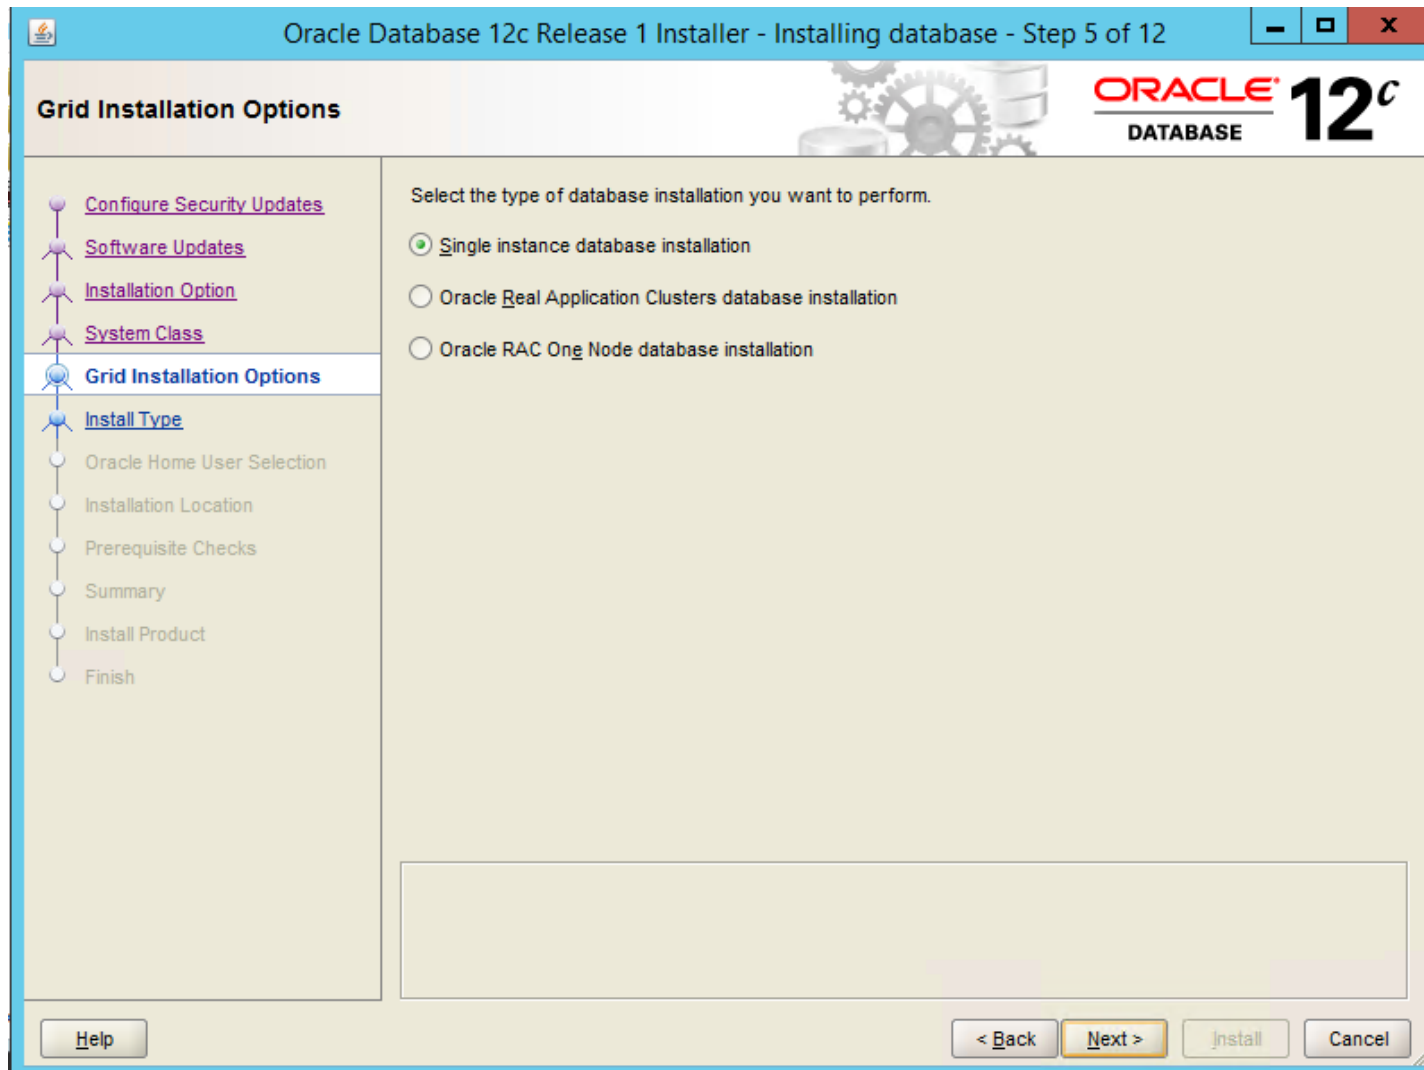 Oracle Database 12c Release 1 Installer - Installing database - Step 5 of 12
Grid Installation Options
ORACLE
DATABASE
12c
Configure Security Updates
Software Updates
Installation Option
System Class
Grid Installation Options
Install Type
Oracle Home User Selection
Installation Location
Prerequisite Checks
Summary
Install Product
Finish
Select the type of database installation you want to perform.
Single instance database installation
Oracle Real Application Clusters database installation
Oracle RAC One Node database installation
Help
< Back
Next >
Install
Cancel